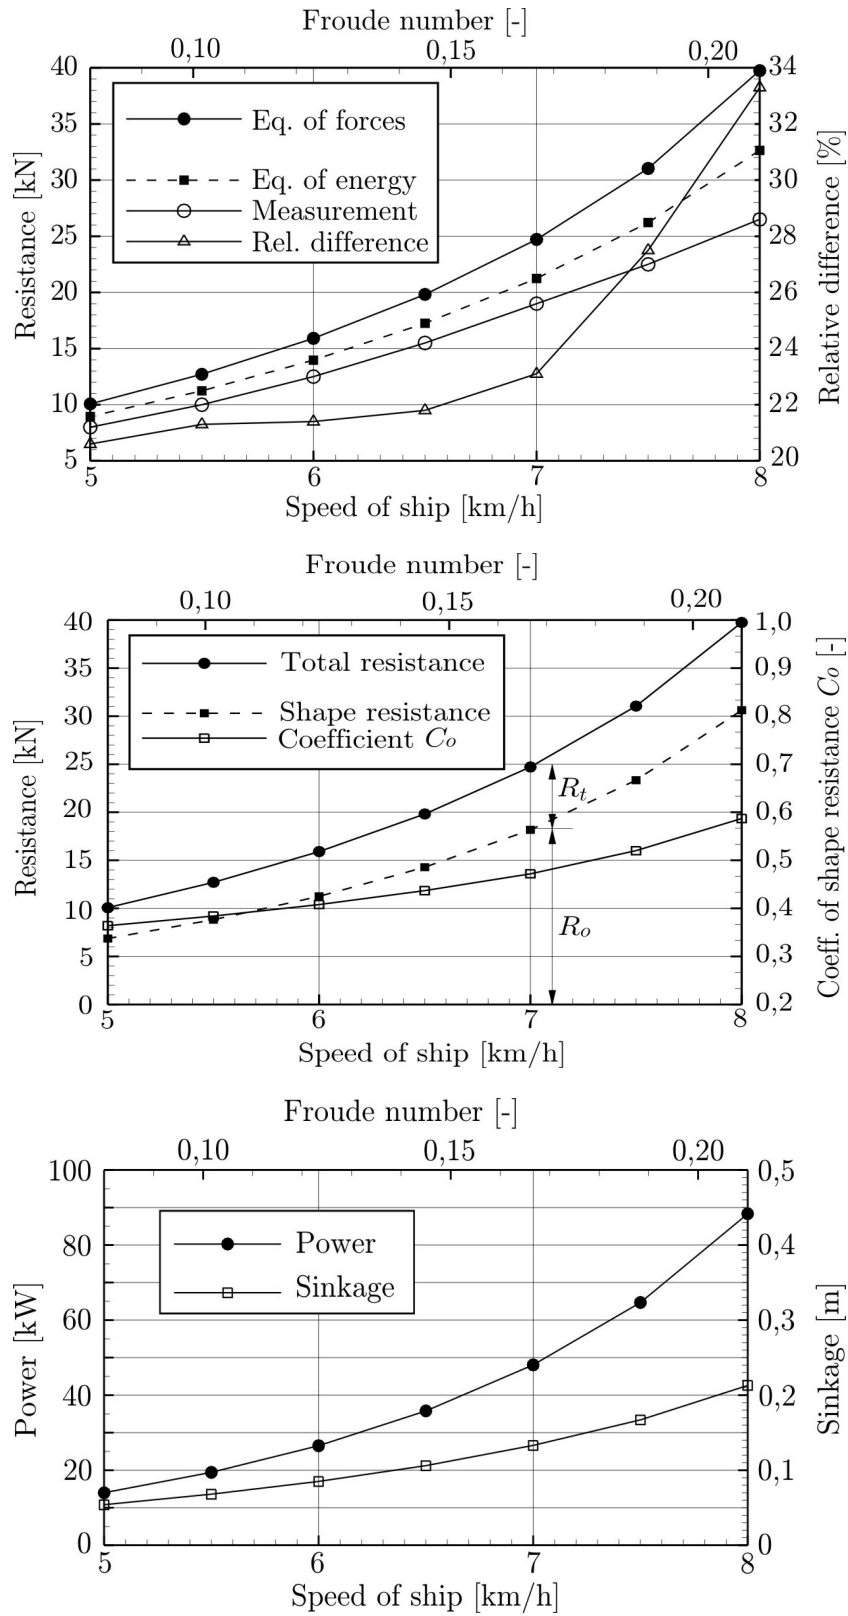 Froude number [-]
0,10 0,15 0,20
40 34
35 32
30 30
25 28
20 26
15 24
10 22
5 20
Resistance [kN]
Relative difference [%]
Eq. of forces
Eq. of energy
Measurement
Rel. difference
5 6 7 8
Speed of ship [km/h]
Froude number [-]
0,10 0,15 0,20
40 1,0
35 0,9
30 0,8
25 0,7
20 0,6
15 0,5
10 0,4
5 0,3
0 0,2
Resistance [kN]
Coeff. of shape resistance Co [-]
Total resistance
Shape resistance
Coefficient Co
Rt
Ro
5 6 7 8
Speed of ship [km/h]
Froude number [-]
0,10 0,15 0,20
100 0,5
80 0,4
60 0,3
40 0,2
20 0,1
0 0
Power [kW]
Sinkage [m]
Power
Sinkage
5 6 7 8
Speed of ship [km/h]